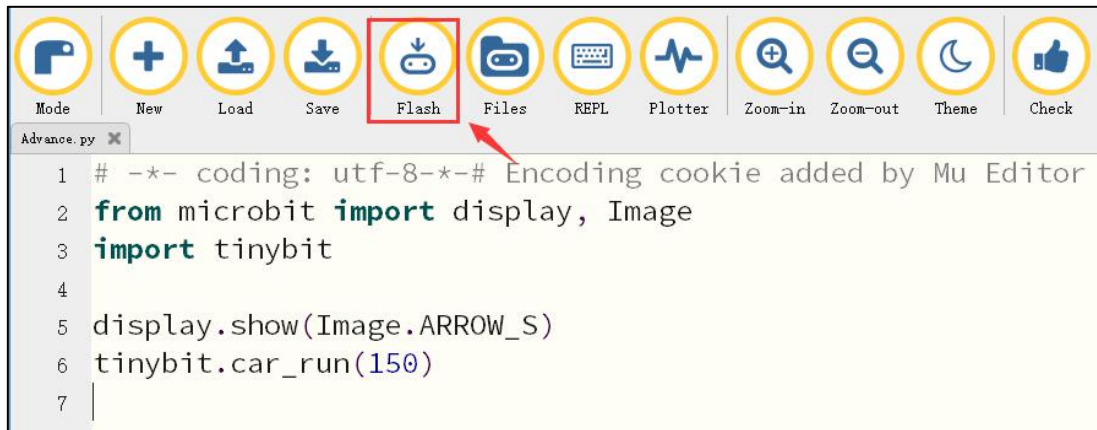 Mode New Load Save Flash Files REPL Plotter Zoom-in Zoom-out Theme Check
Advance.py
1 # -*- coding: utf-8-*-# Encoding cookie added by Mu Editor
2 from microbit import display, Image
3 import tinybit
4
5 display.show(Image.ARROW_S)
6 tinybit.car_run(150)
7